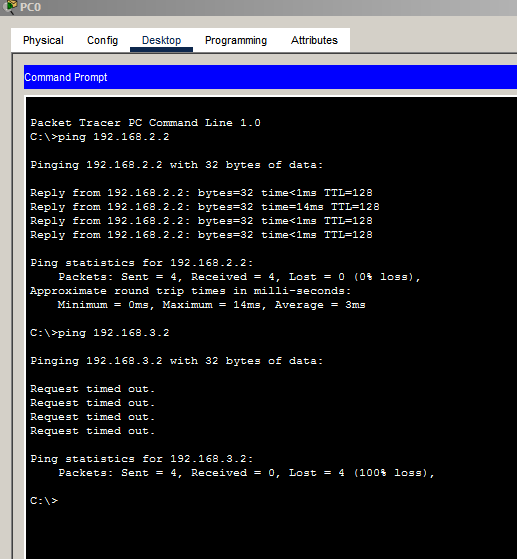 PC0
Physical Config Desktop Programming Attributes
Command Prompt
Packet Tracer PC Command Line 1.0
C:\>ping 192.168.2.2
Pinging 192.168.2.2 with 32 bytes of data:
Reply from 192.168.2.2: bytes=32 time<1ms TTL=128
Reply from 192.168.2.2: bytes=32 time=14ms TTL=128
Reply from 192.168.2.2: bytes=32 time<1ms TTL=128
Reply from 192.168.2.2: bytes=32 time<1ms TTL=128
Ping statistics for 192.168.2.2:
Packets: Sent = 4, Received = 4, Lost = 0 (0% loss),
Approximate round trip times in milli-seconds:
Minimum = 0ms, Maximum = 14ms, Average = 3ms
C:\>ping 192.168.3.2
Pinging 192.168.3.2 with 32 bytes of data:
Request timed out.
Request timed out.
Request timed out.
Request timed out.
Ping statistics for 192.168.3.2:
Packets: Sent = 4, Received = 0, Lost = 4 (100% loss),
C:\>